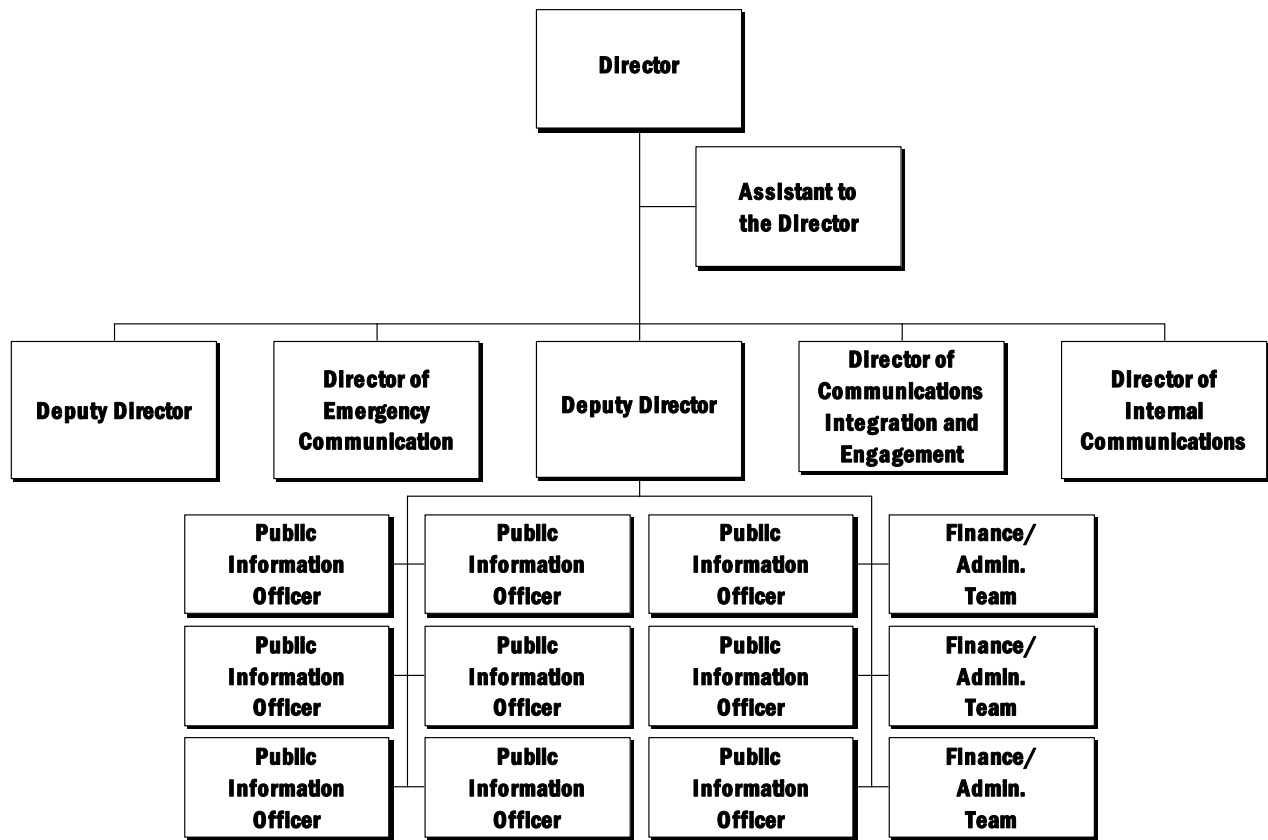 Director
Assistant to
the Director
Deputy Director
Director of
Emergency
Communication
Deputy Director
Director of
Communications
Integration and
Engagement
Director of
Internal
Communications
Public
Information
Officer
Public
Information
Officer
Public
Information
Officer
Finance/
Admin.
Team
Public
Information
Officer
Public
Information
Officer
Public
Information
Officer
Finance/
Admin.
Team
Public
Information
Officer
Public
Information
Officer
Public
Information
Officer
Finance/
Admin.
Team